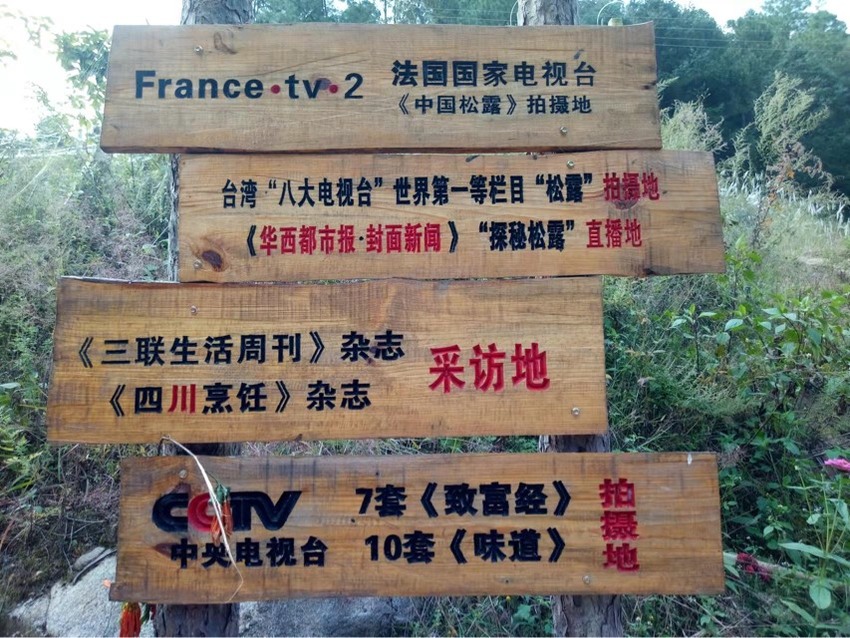 France•tv•2 法国国家电视台
《中国松露》拍摄地
台湾“八大电视台”世界第一等栏目“松露”拍摄地
《华西都市报·封面新闻》“探秘松露”直播地
《三联生活周刊》杂志 采访地
《四川烹饪》杂志
CCTV 7套《致富经》 拍摄地
中央电视台 10套《味道》